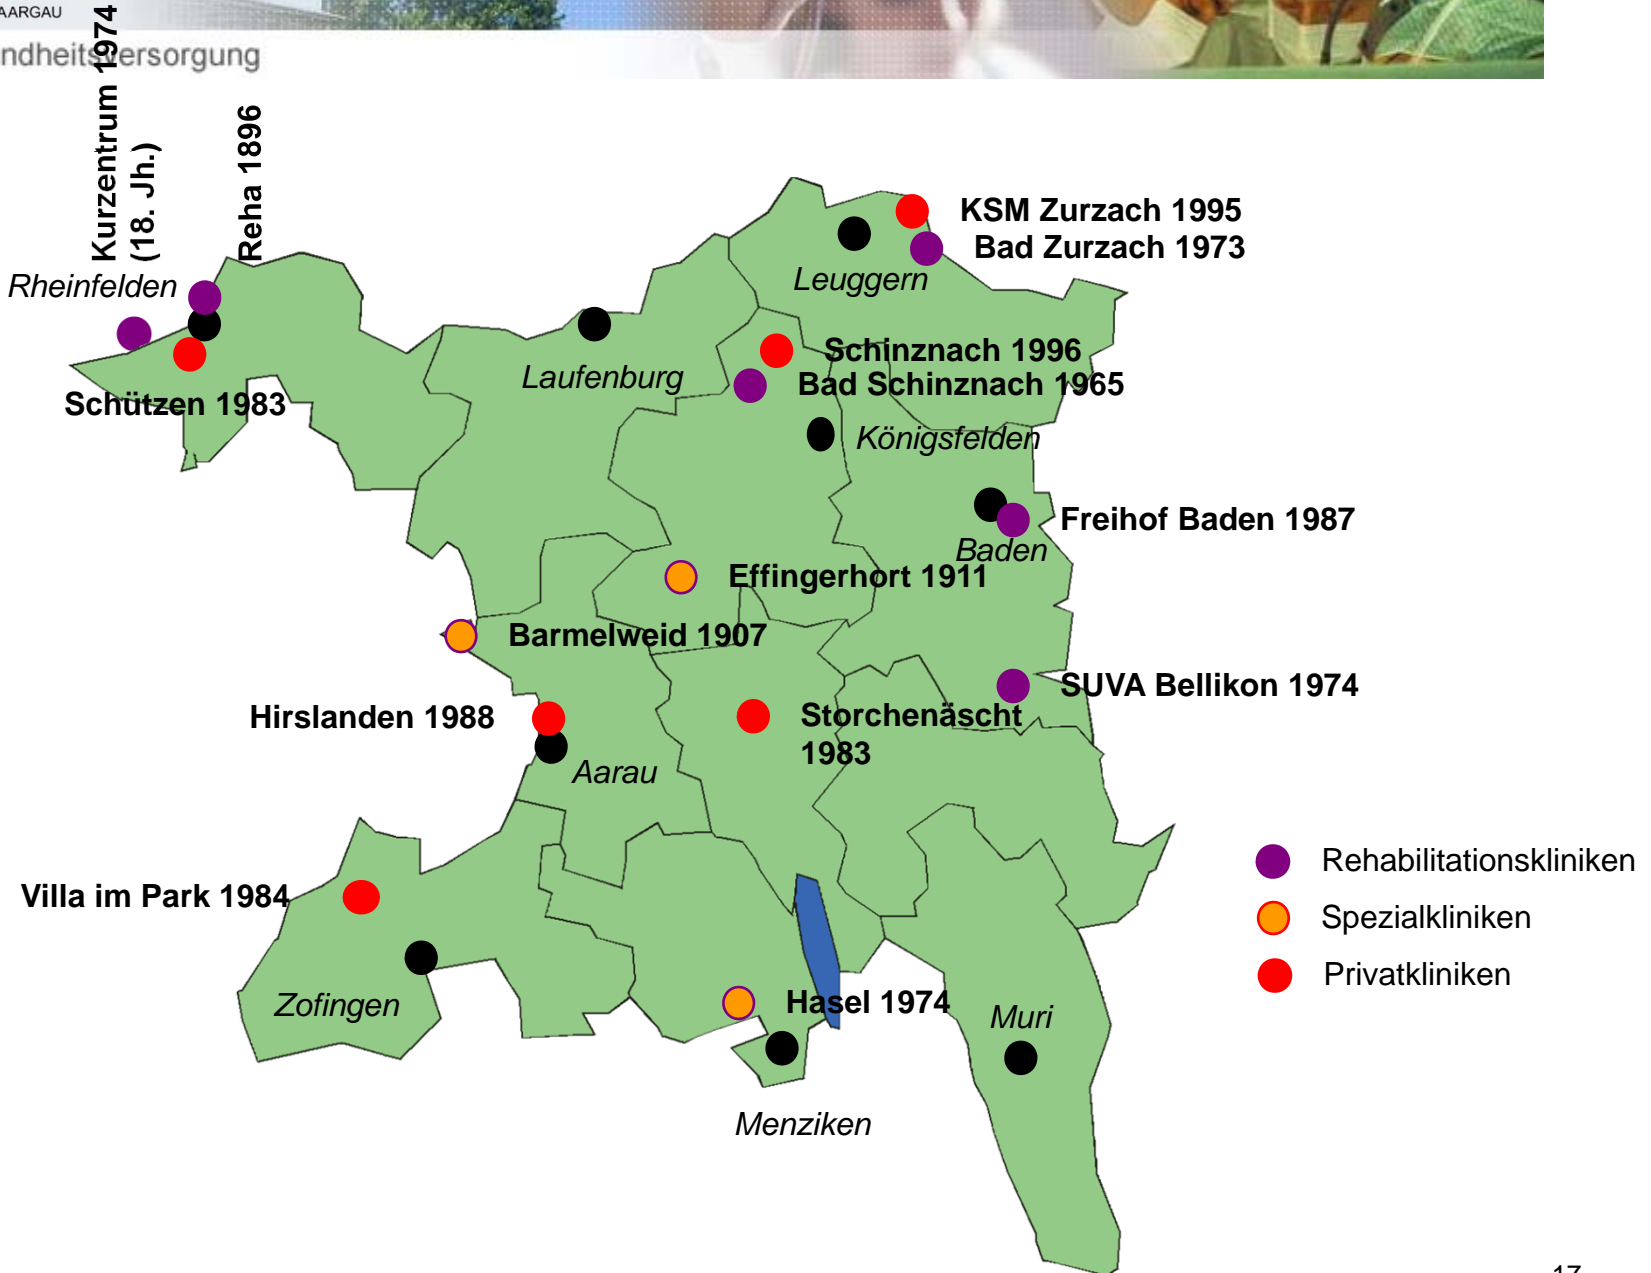 AARGAU
ndheitsversorgung
Kurzentrum 1974
(18. Jh.)
Reha 1896
KSM Zurzach 1995
Bad Zurzach 1973
Leuggern
Rheinfelden
Schinznach 1996
Laufenburg
Bad Schinznach 1965
Schützen 1983
Königsfelden
Freihof Baden 1987
Baden
Effingerhort 1911
Barmelweid 1907
SUVA Bellikon 1974
Hirslanden 1988
Storchenäscht
1983
Aarau
Rehabilitationskliniken
Villa im Park 1984
Spezialkliniken
Privatkliniken
Hasel 1974
Zofingen
Muri
Menziken
17